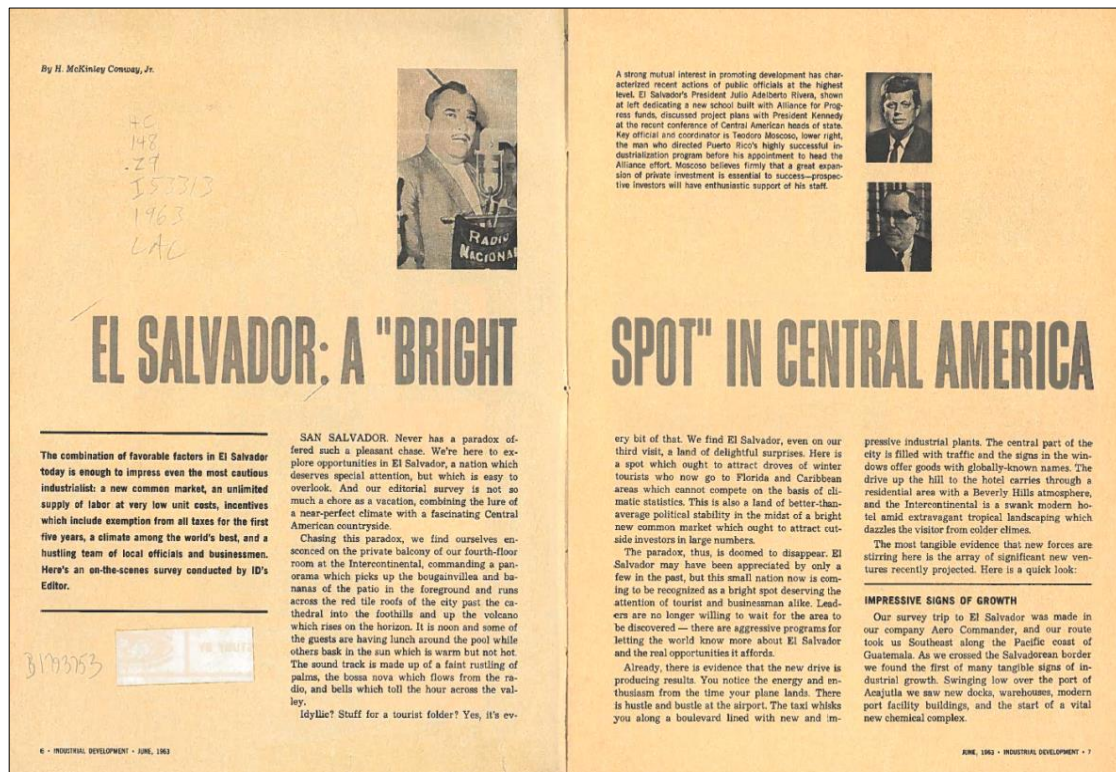 By H. McKinley Conway, Jr.
148
1963
LAC
RADIO
NACIONAL
A strong mutual interest in promoting development has char-
acterized recent actions of public officials at the highest
level. El Salvador's President Julio Adelberto Rivera, shown
at left dedicating a new school built with Alliance for Prog-
ress funds, discussed project plans with President Kennedy
at the recent conference of Central American heads of state.
Key official and coordinator is Teodoro Moscoso, lower right,
the man who directed Puerto Rico's highly successful in-
dustrialization program before his appointment to head the
Alliance effort. Moscoso believes firmly that a great expan-
sion of private investment is essential to success—prospec-
tive investors will have enthusiastic support of his staff.
EL SALVADOR: A "BRIGHT SPOT" IN CENTRAL AMERICA
The combination of favorable factors in El Salvador
today is enough to impress even the most cautious
industrialist: a new common market, an unlimited
supply of labor at very low unit costs, incentives
which include exemption from all taxes for the first
five years, a climate among the world's best, and a
hustling team of local officials and businessmen.
Here's an on-the-scenes survey conducted by ID's
Editor.
SAN SALVADOR. Never has a paradox of-
fered such a pleasant chase. We're here to ex-
plore opportunities in El Salvador, a nation which
deserves special attention, but which is easy to
overlook. And our editorial survey is not so
much a chore as a vacation, combining the lure of
a near-perfect climate with a fascinating Central
American countryside.
Chasing this paradox, we find ourselves en-
sconced on the private balcony of our fourth-floor
room at the Intercontinental, commanding a pan-
orama which picks up the bougainvillea and ba-
nanas of the patio in the foreground and runs
across the red tile roofs of the city past the ca-
thedral into the foothills and up the volcano
which rises on the horizon. It is noon and some of
the guests are having lunch around the pool while
others bask in the sun which is warm but not hot.
The sound track is made up of a faint rustling of
palms, the bossa nova which flows from the ra-
dio, and bells which toll the hour across the val-
ley.
Idyllic? Stuff for a tourist folder? Yes, it's ev-
ery bit of that. We find El Salvador, even on our
third visit, a land of delightful surprises. Here is
a spot which ought to attract droves of winter
tourists who now go to Florida and Caribbean
areas which cannot compete on the basis of cli-
matic statistics. This is also a land of better-than-
average political stability in the midst of a bright
new common market which ought to attract out-
side investors in large numbers.
The paradox, thus, is doomed to disappear. El
Salvador may have been appreciated by only a
few in the past, but this small nation now is com-
ing to be recognized as a bright spot deserving the
attention of tourist and businessman alike. Lead-
ers are no longer willing to wait for the area to
be discovered — there are aggressive programs for
letting the world know more about El Salvador
and the real opportunities it affords.
Already, there is evidence that the new drive is
producing results. You notice the energy and en-
thusiasm from the time your plane lands. There
is hustle and bustle at the airport. The taxi whisks
you along a boulevard lined with new and im-
pressive industrial plants. The central part of the
city is filled with traffic and the signs in the win-
dows offer goods with globally-known names. The
drive up the hill to the hotel carries through a
residential area with a Beverly Hills atmosphere,
and the Intercontinental is a swank modern ho-
tel amid extravagant tropical landscaping which
dazzles the visitor from colder climes.
The most tangible evidence that new forces are
stirring here is the array of significant new ven-
tures recently projected. Here is a quick look:
IMPRESSIVE SIGNS OF GROWTH
Our survey trip to El Salvador was made in
our company Aero Commander, and our route
took us Southeast along the Pacific coast of
Guatemala. As we crossed the Salvadorean border
we found the first of many tangible signs of in-
dustrial growth. Swinging low over the port of
Acajutla we saw new docks, warehouses, modern
port facility buildings, and the start of a vital
new chemical complex.
6 • INDUSTRIAL DEVELOPMENT • JUNE, 1963
JUNE, 1963 • INDUSTRIAL DEVELOPMENT • 7